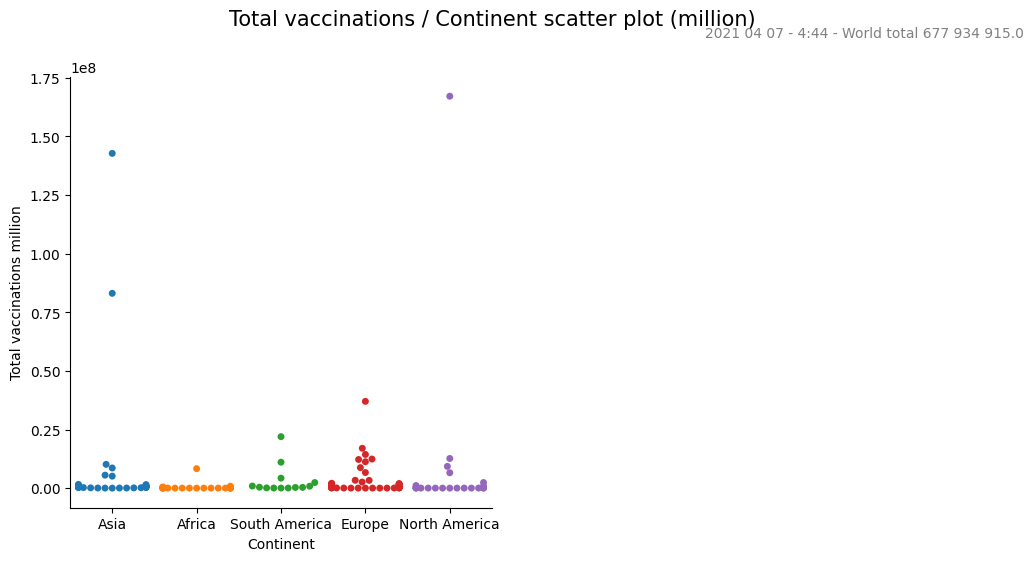 Total vaccinations / Continent scatter plot (million)
2021 04 07 - 4:44 - World total 677 934 915.0
1e8
1.75
1.50
1.25
1.00
0.75
0.50
0.25
0.00
Total vaccinations million
Asia Africa South America Europe North America
Continent